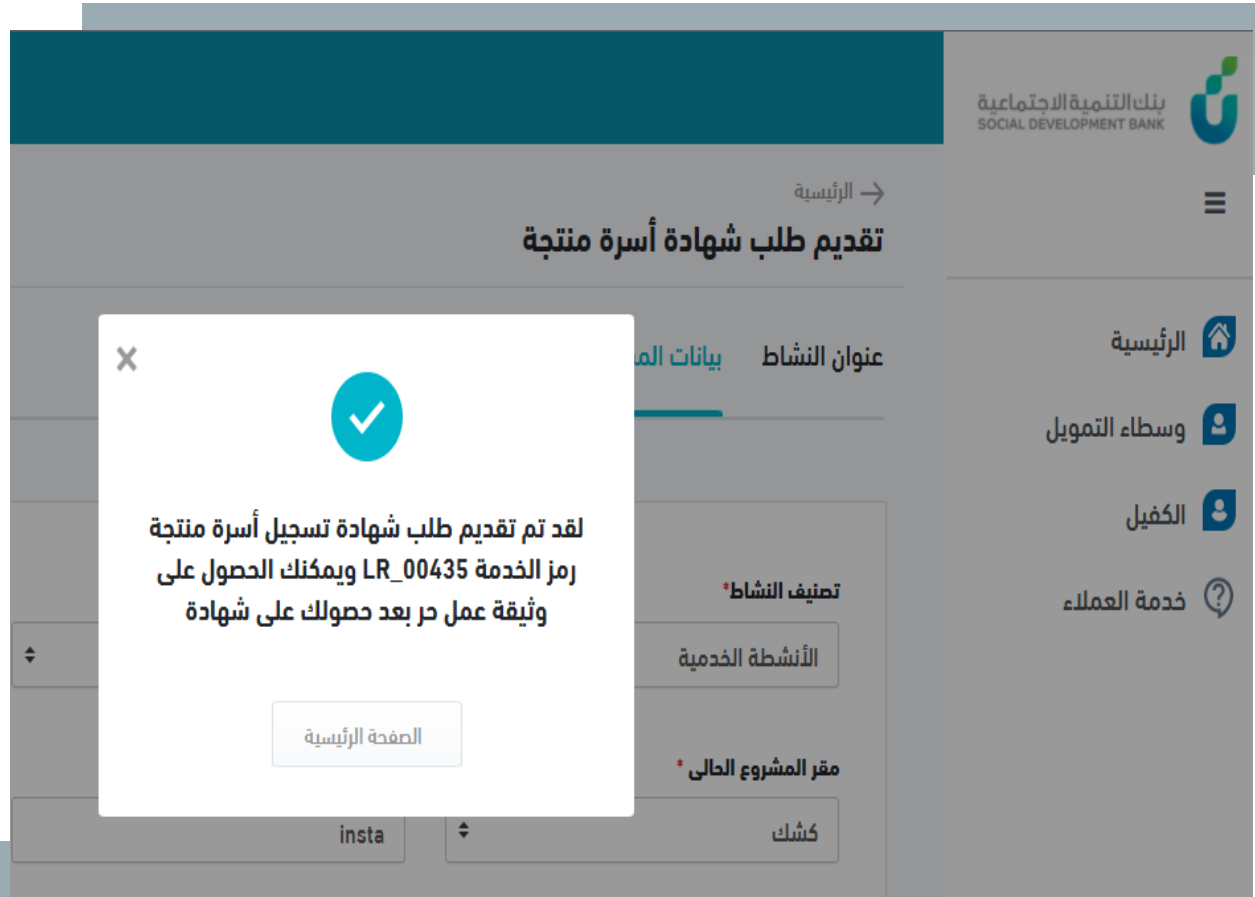 بنك التنمية الاجتماعية
SOCIAL DEVELOPMENT BANK
الرئيسية
تقديم طلب شهادة أسرة منتجة
عنوان النشاط
بيانات
الرئيسية
وسطاء التمويل
الكفيل
خدمة العملاء
لقد تم تقديم طلب شهادة تسجيل أسرة منتجة
رمز الخدمة LR_00435 ويمكنك الحصول على
وثيقة عمل حر بعد حصولك على شهادة
الصفحة الرئيسية
تصنيف النشاط*
الأنشطة الخدمية
مقر المشروع الحالى *
كشك
insta